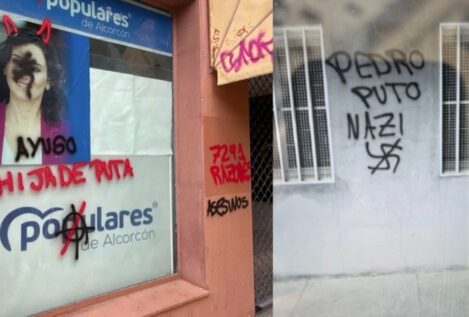 populares
de Alcorcón
AYUSO
HIJA DE PUTA
populares
de Alcorcón
7291
RAZONES
ASESINOS
PEDRO
PUTO
NAZI